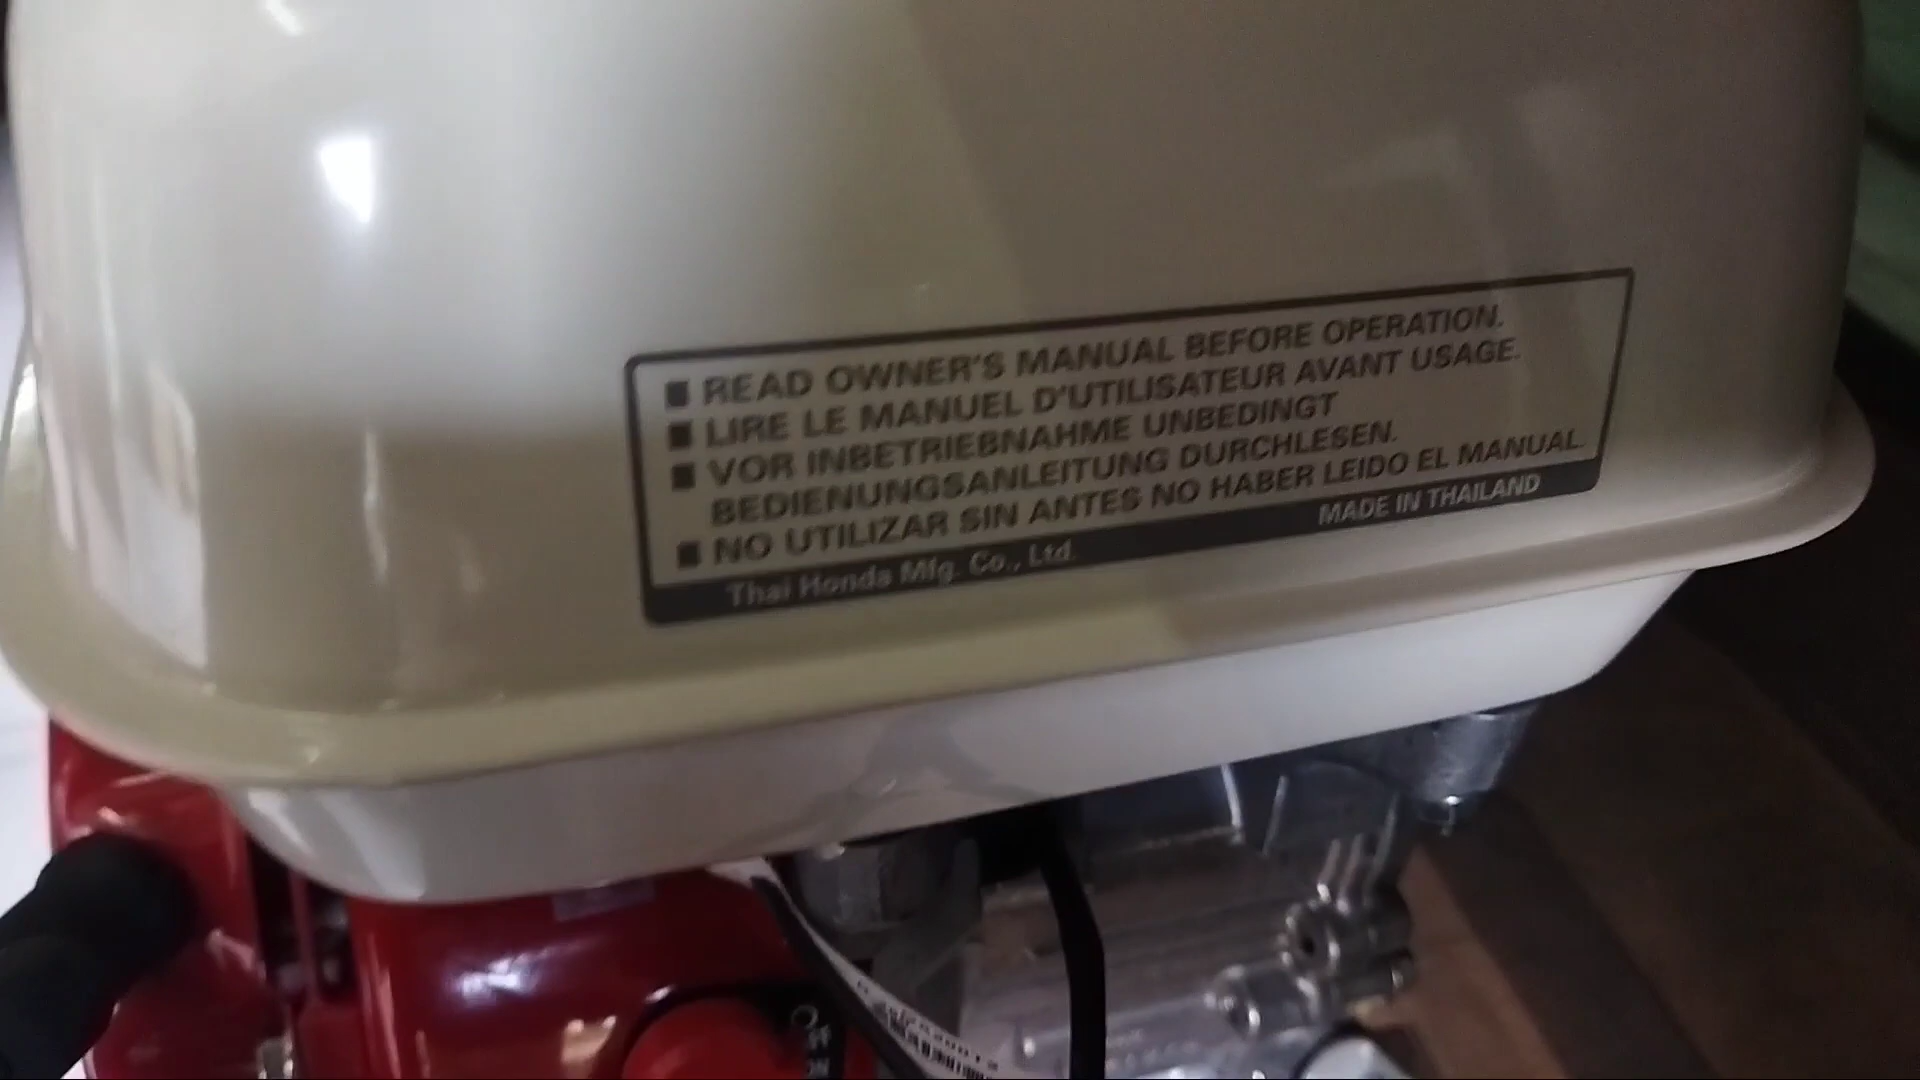 ■ READ OWNER'S MANUAL BEFORE OPERATION.
■ LIRE LE MANUEL D'UTILISATEUR AVANT USAGE.
■ VOR INBETRIEBNAHME UNBEDINGT
BEDIENUNGSANLEITUNG DURCHLESEN.
■ NO UTILIZAR SIN ANTES NO HABER LEIDO EL MANUAL.
Thai Honda Mfg. Co., Ltd. MADE IN THAILAND